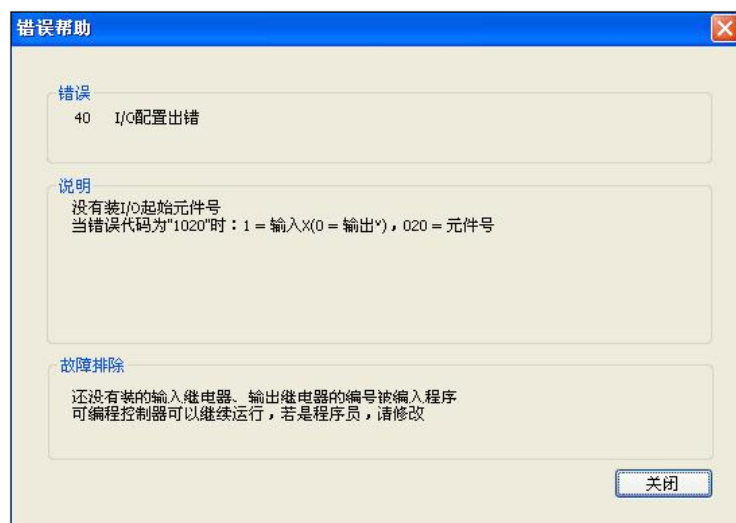 错误帮助
错误
40 I/O配置出错
说明
没有装I/O起始元件号
当错误代码为"1020"时：1 = 输入X(0 = 输出Y)，020 = 元件号
故障排除
还没有装的输入继电器、输出继电器的编号被编入程序
可编程控制器可以继续运行，若是程序员，请修改
关闭